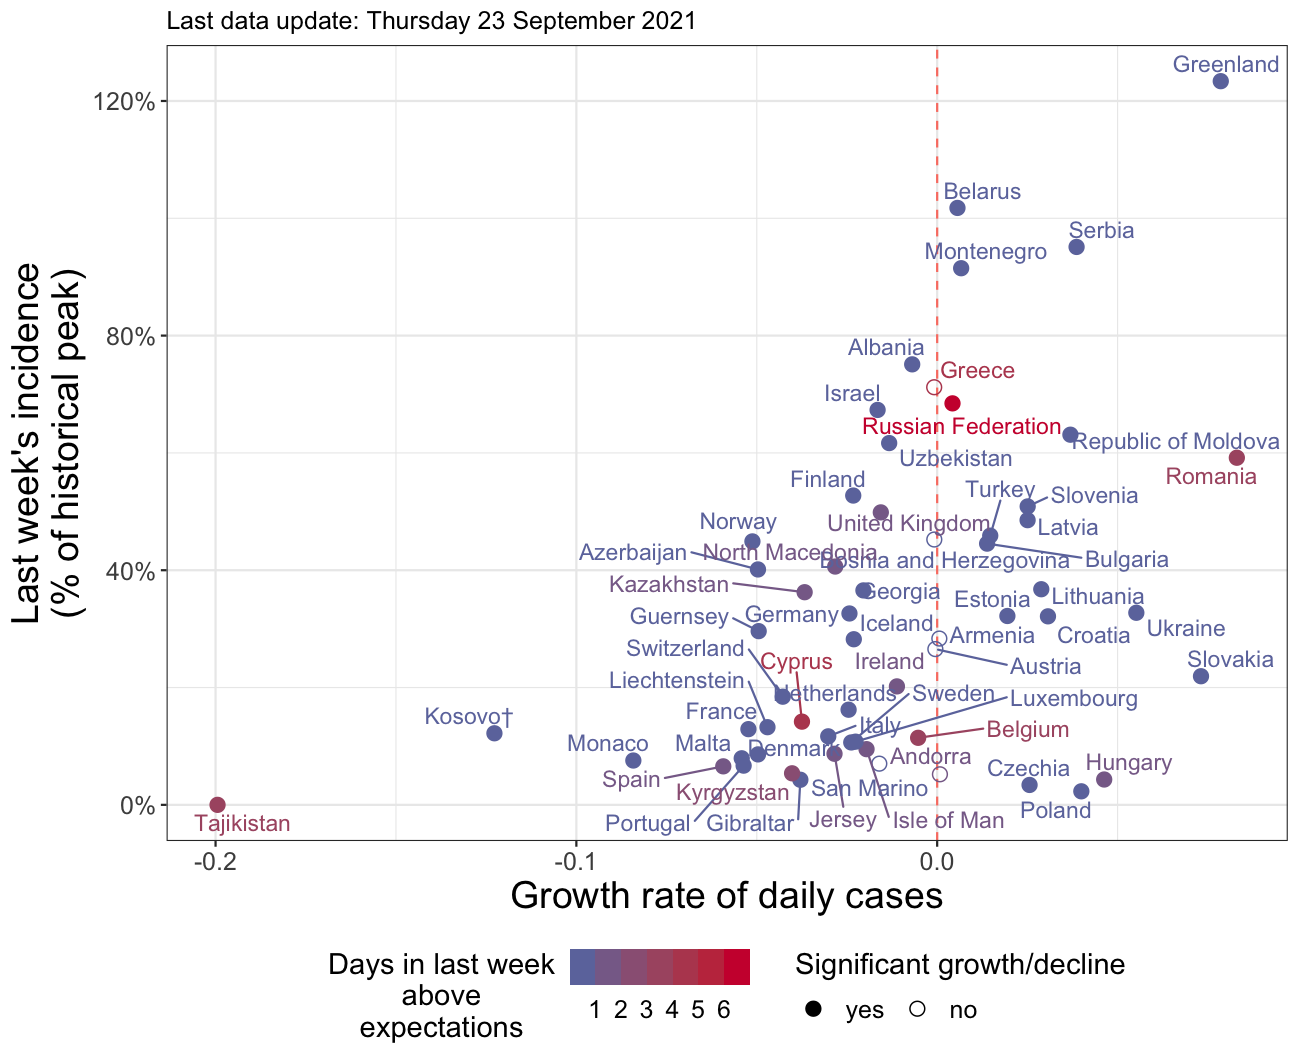 Last data update: Thursday 23 September 2021
Last week's incidence
(% of historical peak)
120%
80%
40%
0%
Greenland
Belarus
Serbia
Montenegro
Albania
Greece
Israel
Russian Federation
Republic of Moldova
Uzbekistan
Romania
Finland
Turkey
Slovenia
Norway
United Kingdom
Latvia
Azerbaijan
North Macedonia
Bosnia and Herzegovina
Bulgaria
Kazakhstan
Georgia
Estonia
Lithuania
Guernsey
Germany
Iceland
Armenia
Croatia
Ukraine
Switzerland
Cyprus
Ireland
Austria
Slovakia
Liechtenstein
Netherlands
Sweden
Luxembourg
Kosovo†
France
Italy
Belgium
Monaco
Malta
Denmark
Andorra
Czechia
Hungary
Spain
Kyrgyzstan
San Marino
Poland
Tajikistan
Portugal
Gibraltar
Jersey
Isle of Man
-0.2
-0.1
0.0
Growth rate of daily cases
Days in last week
above
expectations
1 2 3 4 5 6
Significant growth/decline
yes
no